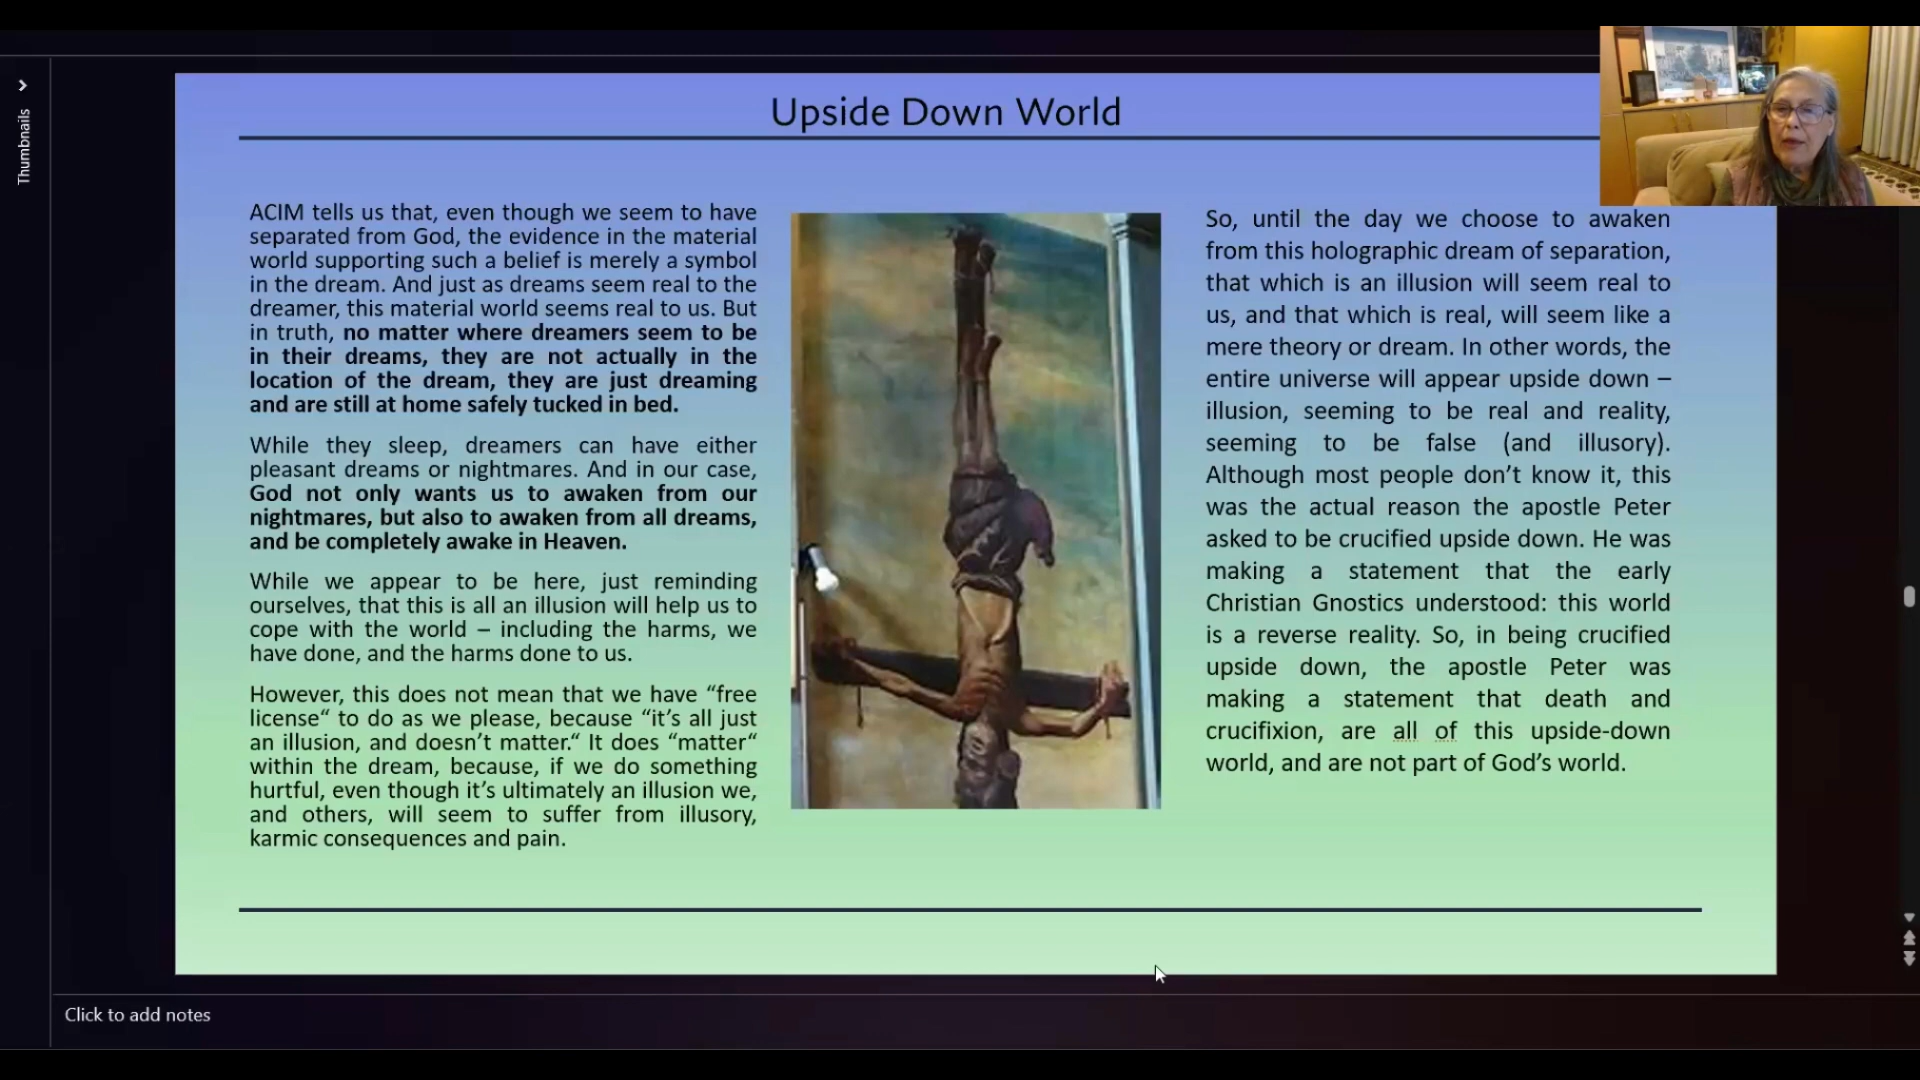 Thumbnails
Upside Down World
ACIM tells us that, even though we seem to have
separated from God, the evidence in the material
world supporting such a belief is merely a symbol
in the dream. And just as dreams seem real to the
dreamer, this material world seems real to us. But
in truth, no matter where dreamers seem to be
in their dreams, they are not actually in the
location of the dream, they are just dreaming
and are still at home safely tucked in bed.
While they sleep, dreamers can have either
pleasant dreams or nightmares. And in our case,
God not only wants us to awaken from our
nightmares, but also to awaken from all dreams,
and be completely awake in Heaven.
While we appear to be here, just reminding
ourselves, that this is all an illusion will help us to
cope with the world – including the harms, we
have done, and the harms done to us.
However, this does not mean that we have “free
license“ to do as we please, because “it’s all just
an illusion, and doesn’t matter.“ It does “matter“
within the dream, because, if we do something
hurtful, even though it’s ultimately an illusion we,
and others, will seem to suffer from illusory,
karmic consequences and pain.
So, until the day we choose to awaken
from this holographic dream of separation,
that which is an illusion will seem real to
us, and that which is real, will seem like a
mere theory or dream. In other words, the
entire universe will appear upside down –
illusion, seeming to be real and reality,
seeming to be false (and illusory).
Although most people don’t know it, this
was the actual reason the apostle Peter
asked to be crucified upside down. He was
making a statement that the early
Christian Gnostics understood: this world
is a reverse reality. So, in being crucified
upside down, the apostle Peter was
making a statement that death and
crucifixion, are all of this upside-down
world, and are not part of God’s world.
Click to add notes